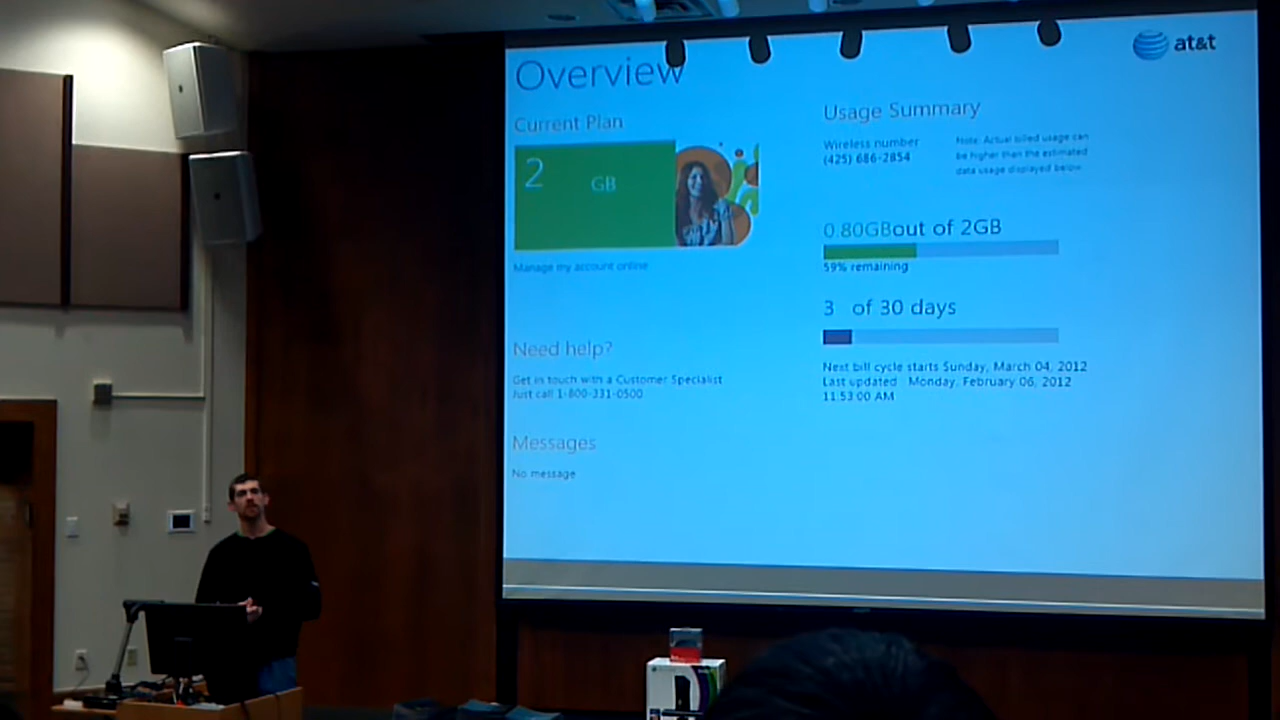 Overview
at&t
Current Plan
2 GB
Manage my account online
Need help?
Get in touch with a Customer Specialist
Just call 1-800-331-0500
Messages
No message
Usage Summary
Wireless number
(425) 686-2854
Note: Actual billed usage can
be higher than the estimated
data usage displayed below.
0.80GBout of 2GB
59% remaining
3 of 30 days
Next bill cycle starts Sunday, March 04, 2012
Last updated Monday, February 06, 2012
11:53:00 AM